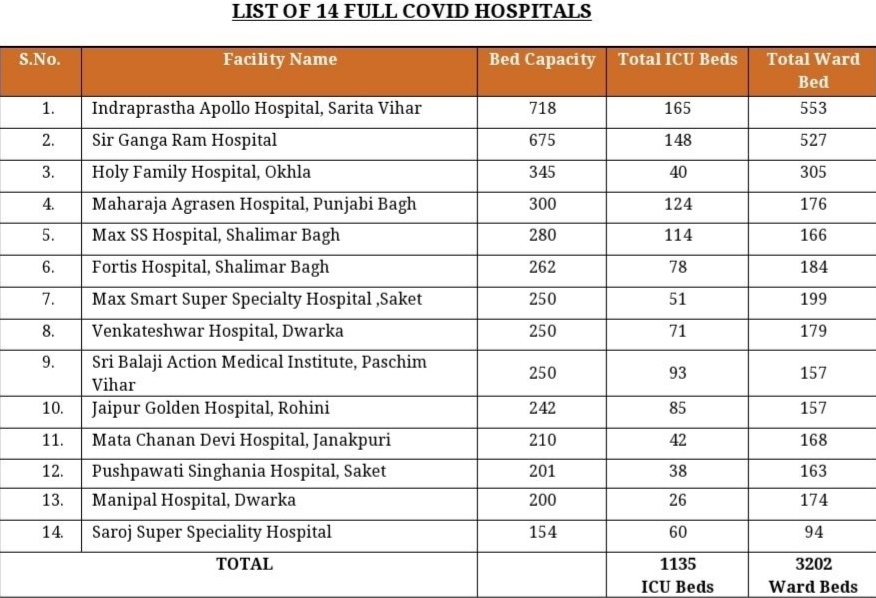 LIST OF 14 FULL COVID HOSPITALS
S.No. Facility Name Bed Capacity Total ICU Beds Total Ward
Bed
1. Indraprastha Apollo Hospital, Sarita Vihar 718 165 553
2. Sir Ganga Ram Hospital 675 148 527
3. Holy Family Hospital, Okhla 345 40 305
4. Maharaja Agrasen Hospital, Punjabi Bagh 300 124 176
5. Max SS Hospital, Shalimar Bagh 280 114 166
6. Fortis Hospital, Shalimar Bagh 262 78 184
7. Max Smart Super Specialty Hospital ,Saket 250 51 199
8. Venkateshwar Hospital, Dwarka 250 71 179
9. Sri Balaji Action Medical Institute, Paschim
Vihar 250 93 157
10. Jaipur Golden Hospital, Rohini 242 85 157
11. Mata Chanan Devi Hospital, Janakpuri 210 42 168
12. Pushpawati Singhania Hospital, Saket 201 38 163
13. Manipal Hospital, Dwarka 200 26 174
14. Saroj Super Speciality Hospital 154 60 94
TOTAL 1135 3202
ICU Beds Ward Beds